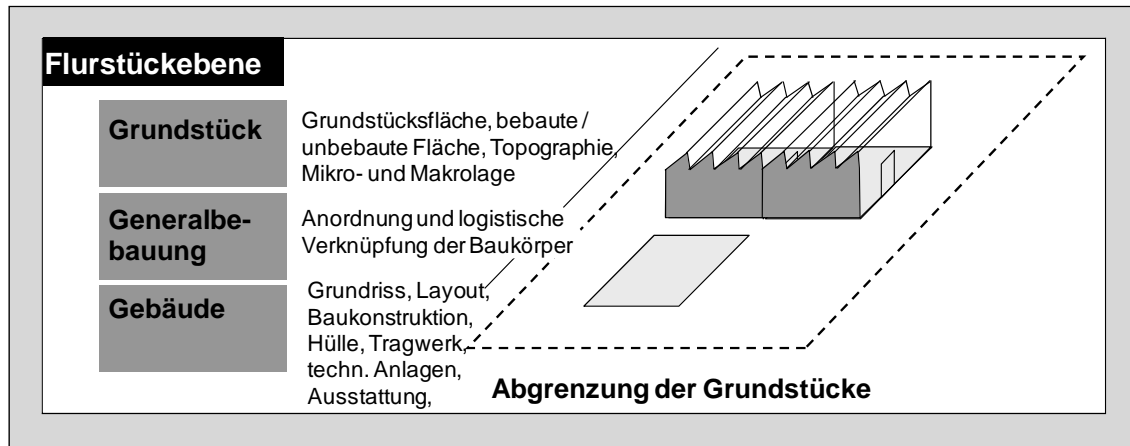 Flurstückebene
Grundstück
Grundstücksfläche, bebaute /
unbebaute Fläche, Topographie,
Mikro- und Makrolage
Generalbe-
bauung
Anordnung und logistische
Verknüpfung der Baukörper
Gebäude
Grundriss, Layout,
Baukonstruktion,
Hülle, Tragwerk,
techn. Anlagen,
Ausstattung,
Abgrenzung der Grundstücke